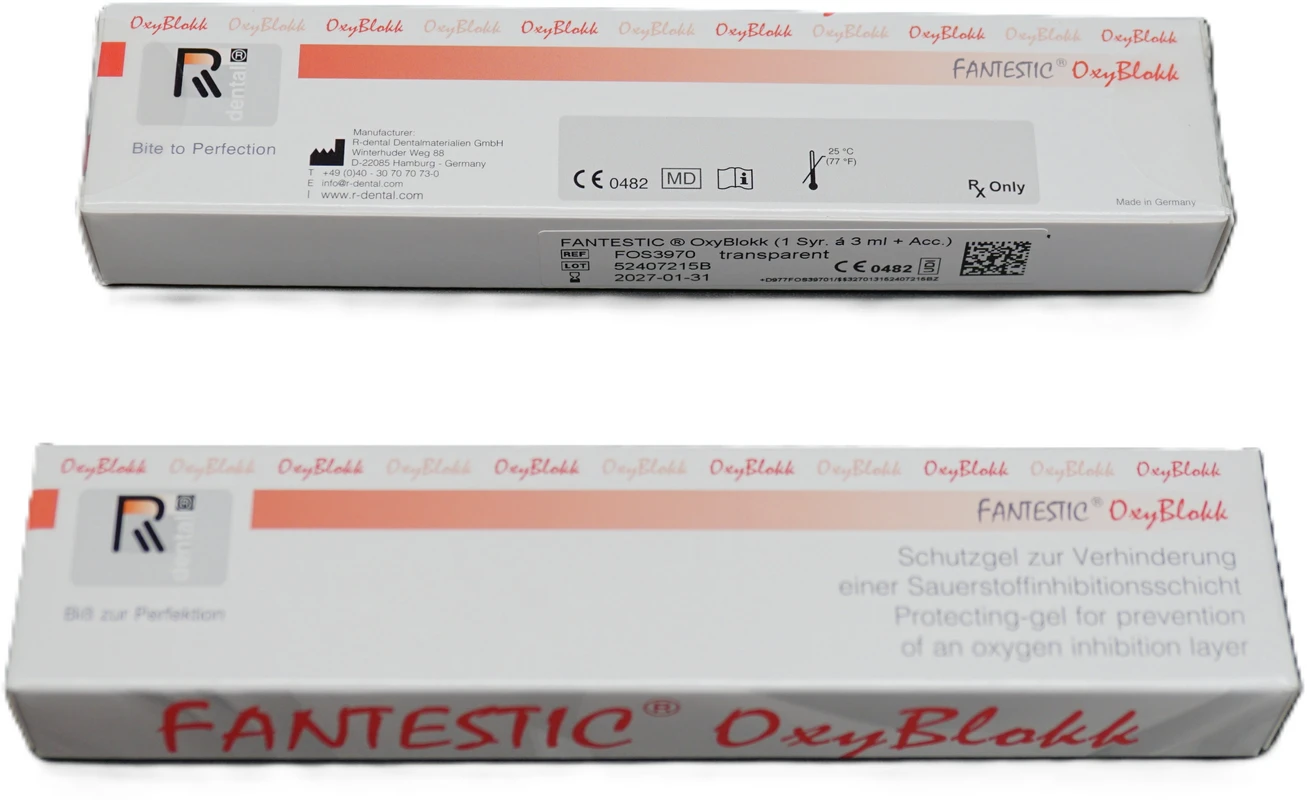 OxyBlokk OxyBlokk OxyBlokk OxyBlokk OxyBlokk OxyBlokk OxyBlokk OxyBlokk OxyBlokk OxyBlokk OxyBlokk
R dental®
FANTESTIC® OxyBlokk
Bite to Perfection
Manufacturer:
R-dental Dentalmaterialien GmbH
Winterhuder Weg 88
D-22085 Hamburg - Germany
T +49 (0)40 - 30 70 70 73-0
E info@r-dental.com
I www.r-dental.com
CE 0482 MD i
25 °C
(77 °F)
Rx Only
Made in Germany
FANTESTIC ® OxyBlokk (1 Syr. á 3 ml + Acc.)
REF FOS3970 transparent
LOT 52407215B CE 0482 UDI
2027-01-31
OxyBlokk OxyBlokk OxyBlokk OxyBlokk OxyBlokk OxyBlokk OxyBlokk OxyBlokk OxyBlokk OxyBlokk OxyBlokk
R dental®
FANTESTIC® OxyBlokk
Biß zur Perfektion
Schutzgel zur Verhinderung
einer Sauerstoffinhibitionsschicht
Protecting-gel for prevention
of an oxygen inhibition layer
FANTESTIC® OxyBlokk